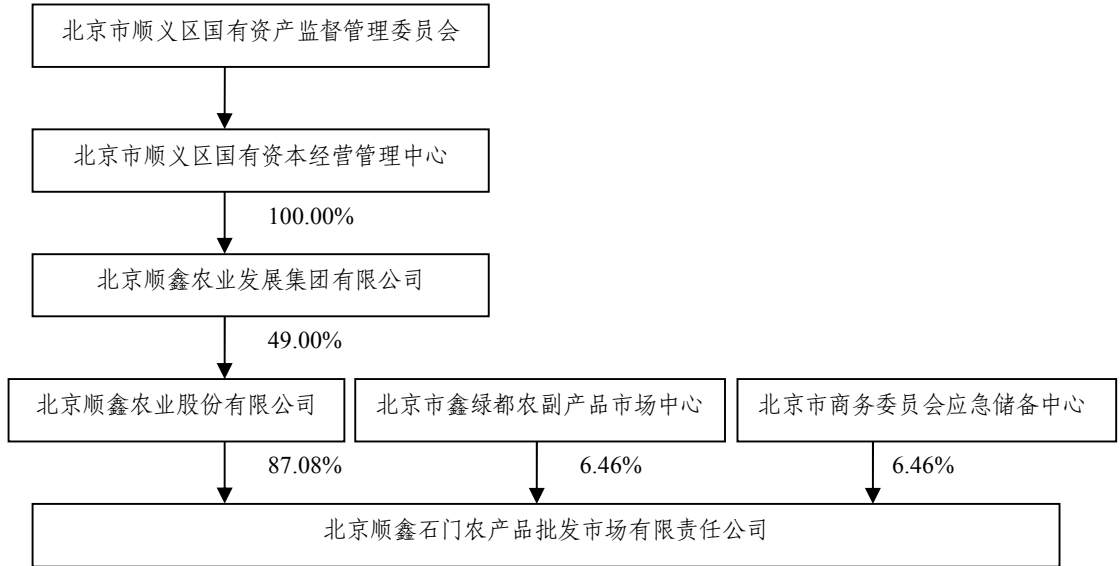 北京市顺义区国有资产监督管理委员会
北京市顺义区国有资本经营管理中心
100.00%
北京顺鑫农业发展集团有限公司
49.00%
北京顺鑫农业股份有限公司
北京市鑫绿都农副产品市场中心
北京市商务委员会应急储备中心
87.08%
6.46%
6.46%
北京顺鑫石门农产品批发市场有限责任公司